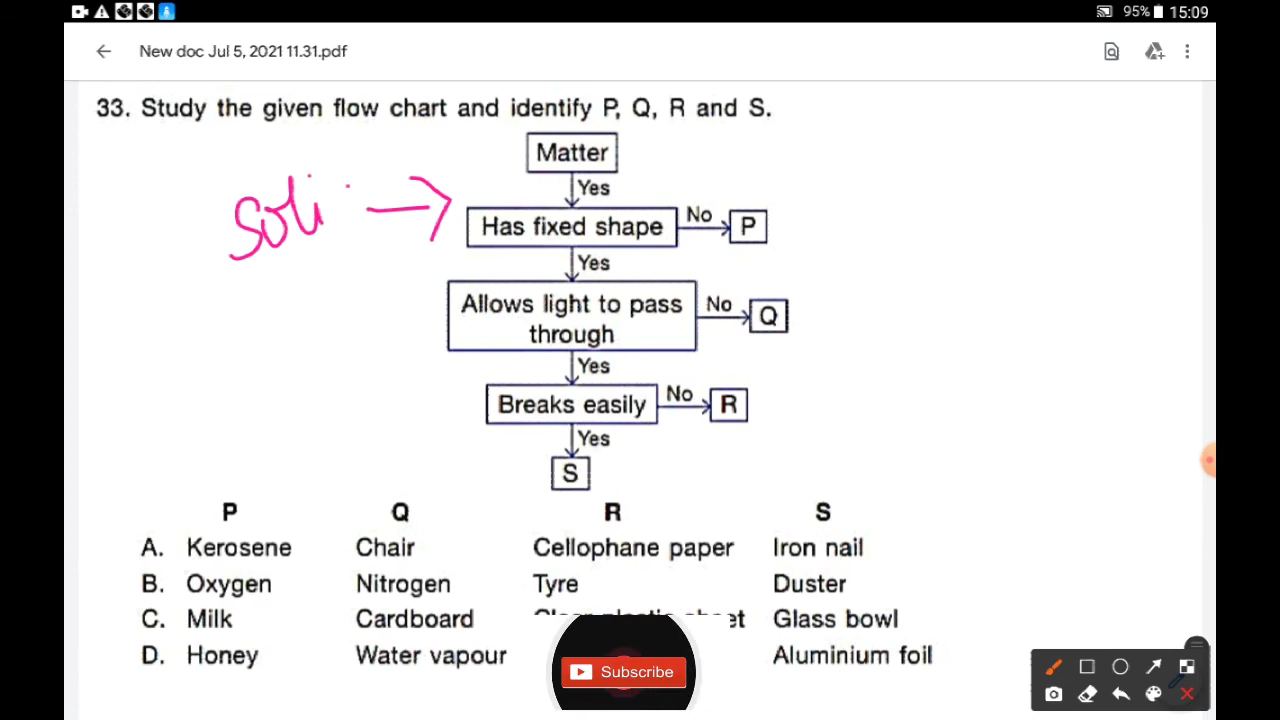 95% 15:09
New doc Jul 5, 2021 11.31.pdf
33. Study the given flow chart and identify P, Q, R and S.
Matter
Yes
soli
Has fixed shape No P
Yes
Allows light to pass No Q
through
Yes
Breaks easily No R
Yes
S
P Q R S
A. Kerosene Chair Cellophane paper Iron nail
B. Oxygen Nitrogen Tyre Duster
C. Milk Cardboard Glass bowl
D. Honey Water vapour Aluminium foil
Subscribe